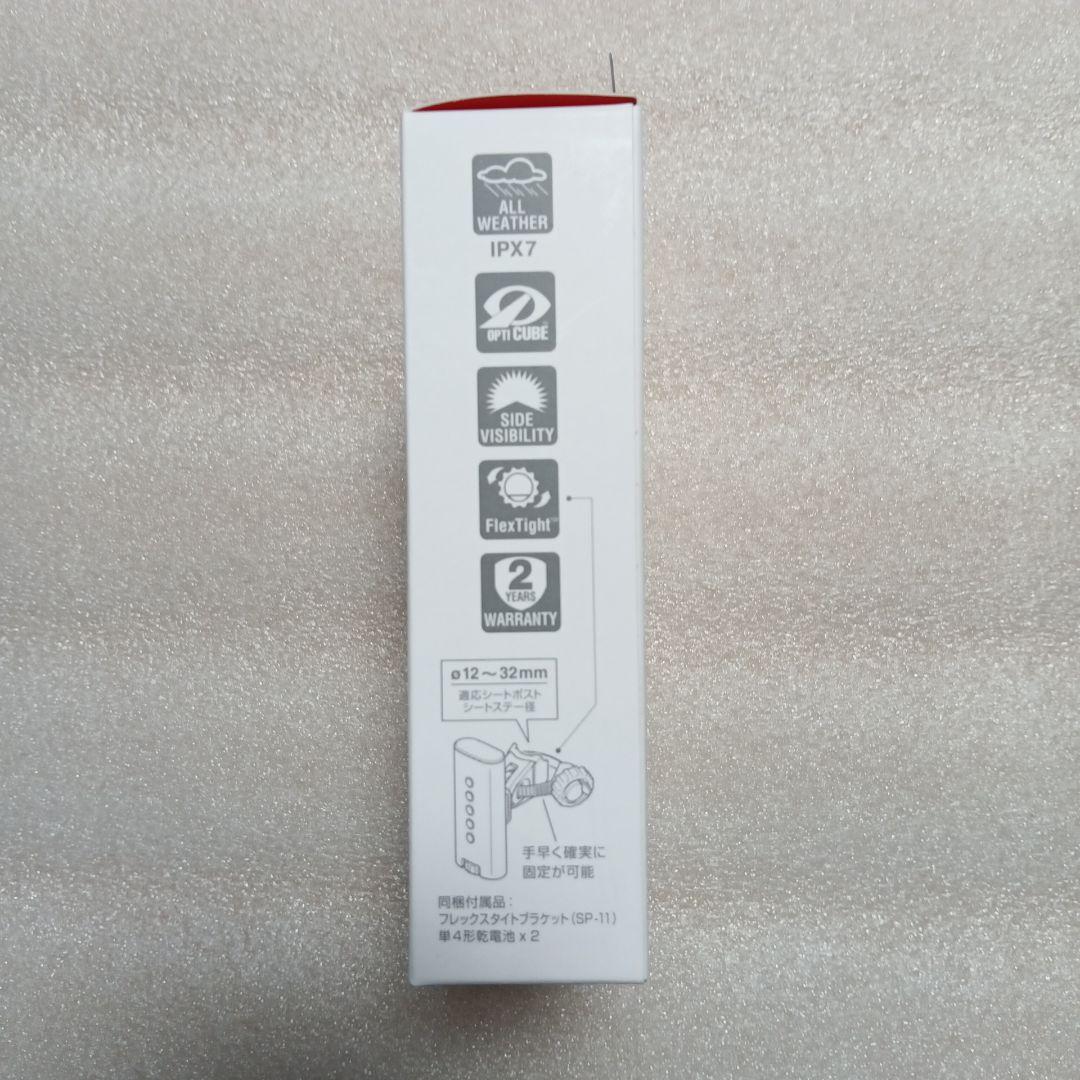 ALL
WEATHER
IPX7
OPTI CUBE
SIDE
VISIBILITY
FlexTight™
2
YEARS
WARRANTY
ø12〜32mm
適応シートポスト
シートステー径
手早く確実に
固定が可能
同梱付属品：
フレックスタイトブラケット（SP-11）
単4形乾電池 x 2